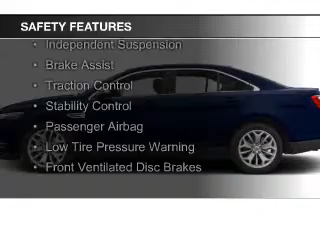 SAFETY FEATURES
• Independent Suspension
• Brake Assist
• Traction Control
• Stability Control
• Passenger Airbag
• Low Tire Pressure Warning
• Front Ventilated Disc Brakes